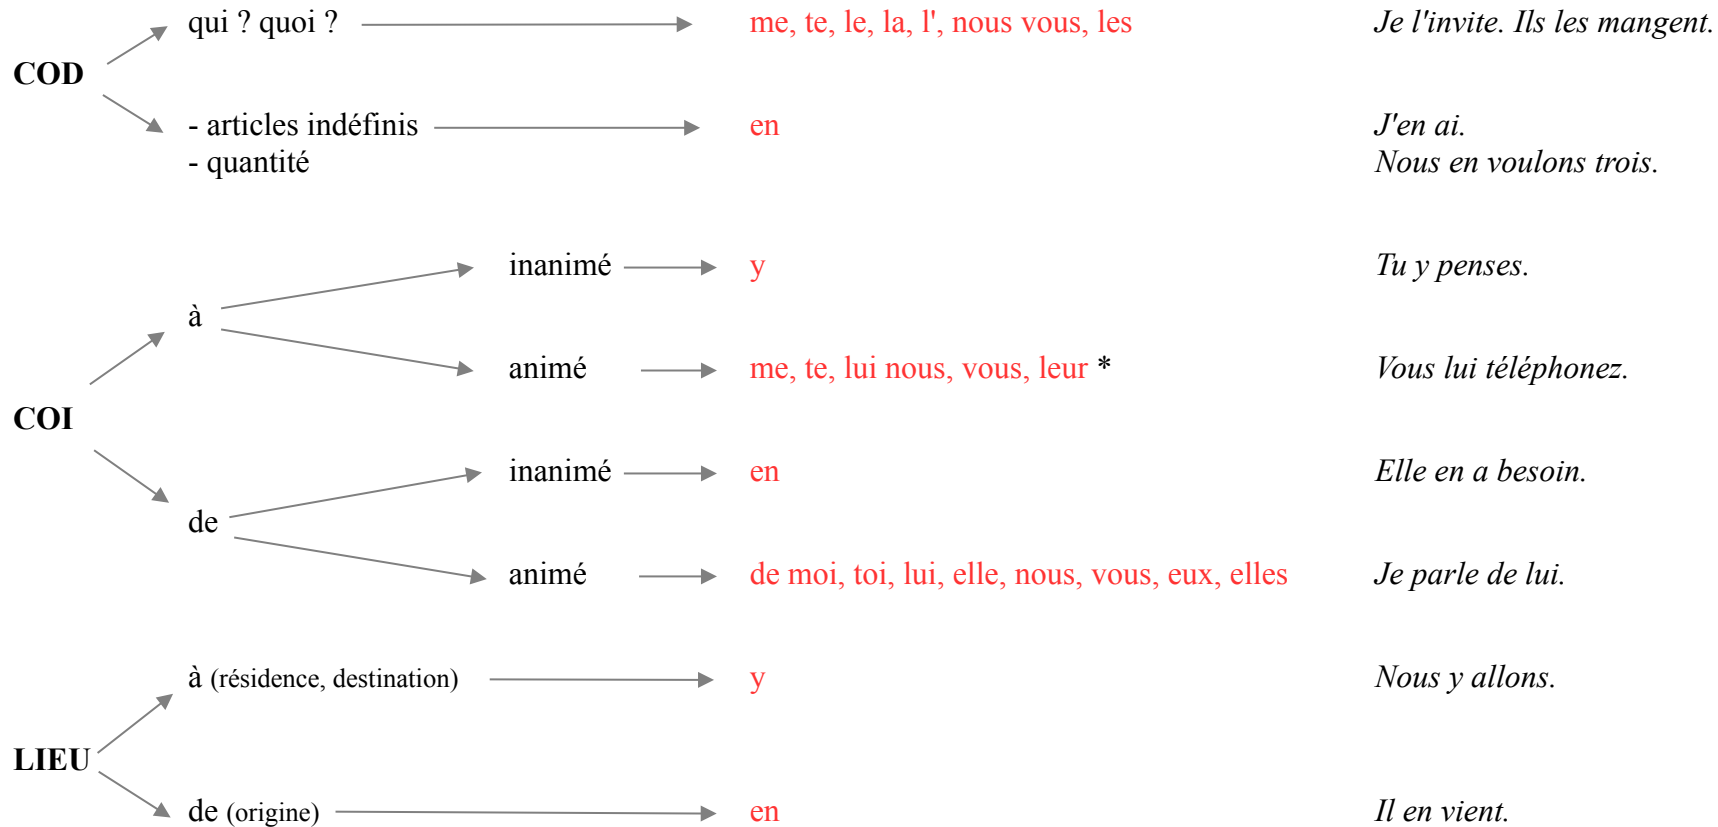 qui ? quoi ? me, te, le, la, l', nous vous, les Je l'invite. Ils les mangent.
COD
- articles indéfinis en J'en ai.
- quantité Nous en voulons trois.
inanimé y Tu y penses.
à
animé me, te, lui nous, vous, leur * Vous lui téléphonez.
COI
inanimé en Elle en a besoin.
de
animé de moi, toi, lui, elle, nous, vous, eux, elles Je parle de lui.
à (résidence, destination) y Nous y allons.
LIEU
de (origine) en Il en vient.